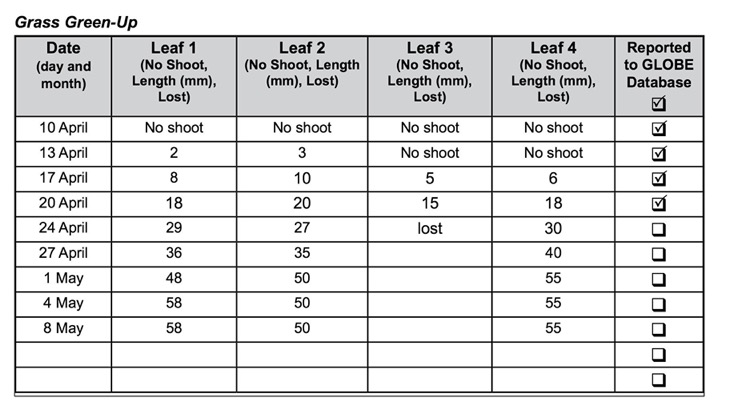 Grass Green-Up
Date (day and month) Leaf 1 (No Shoot, Length (mm), Lost) Leaf 2 (No Shoot, Length (mm), Lost) Leaf 3 (No Shoot, Length (mm), Lost) Leaf 4 (No Shoot, Length (mm), Lost) Reported to GLOBE Database ☑
10 April No shoot No shoot No shoot No shoot ☑
13 April 2 3 No shoot No shoot ☑
17 April 8 10 5 6 ☑
20 April 18 20 15 18 ☑
24 April 29 27 lost 30 ☐
27 April 36 35 40 ☐
1 May 48 50 55 ☐
4 May 58 50 55 ☐
8 May 58 50 55 ☐
☐
☐